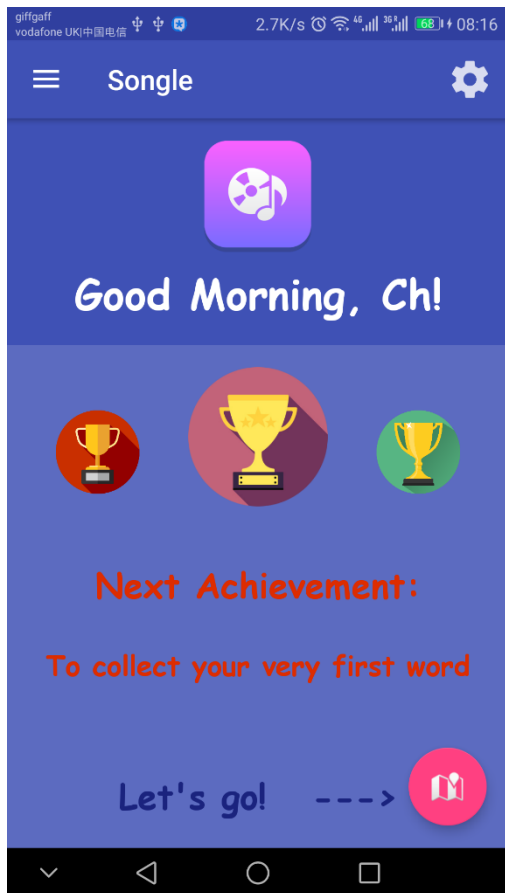 giffgaff
vodafone UK|中国电信 2.7K/s 4G 3G 68 08:16
Songle
Good Morning, Ch!
Next Achievement:
To collect your very first word
Let's go! --->